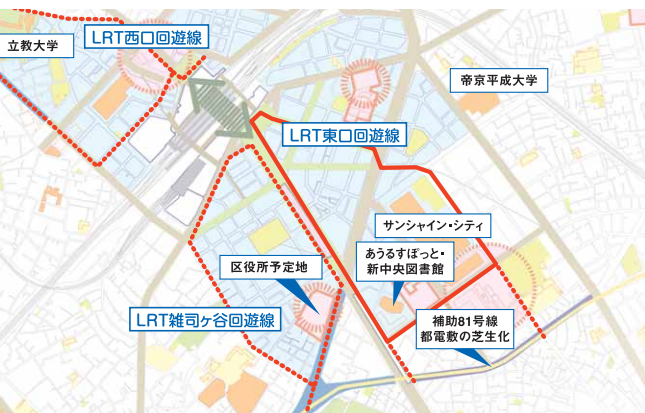 立教大学
LRT西口回遊線
帝京平成大学
LRT東口回遊線
サンシャイン・シティ
あうるすぽっと・
新中央図書館
区役所予定地
LRT雑司ヶ谷回遊線
補助81号線
都電敷の芝生化